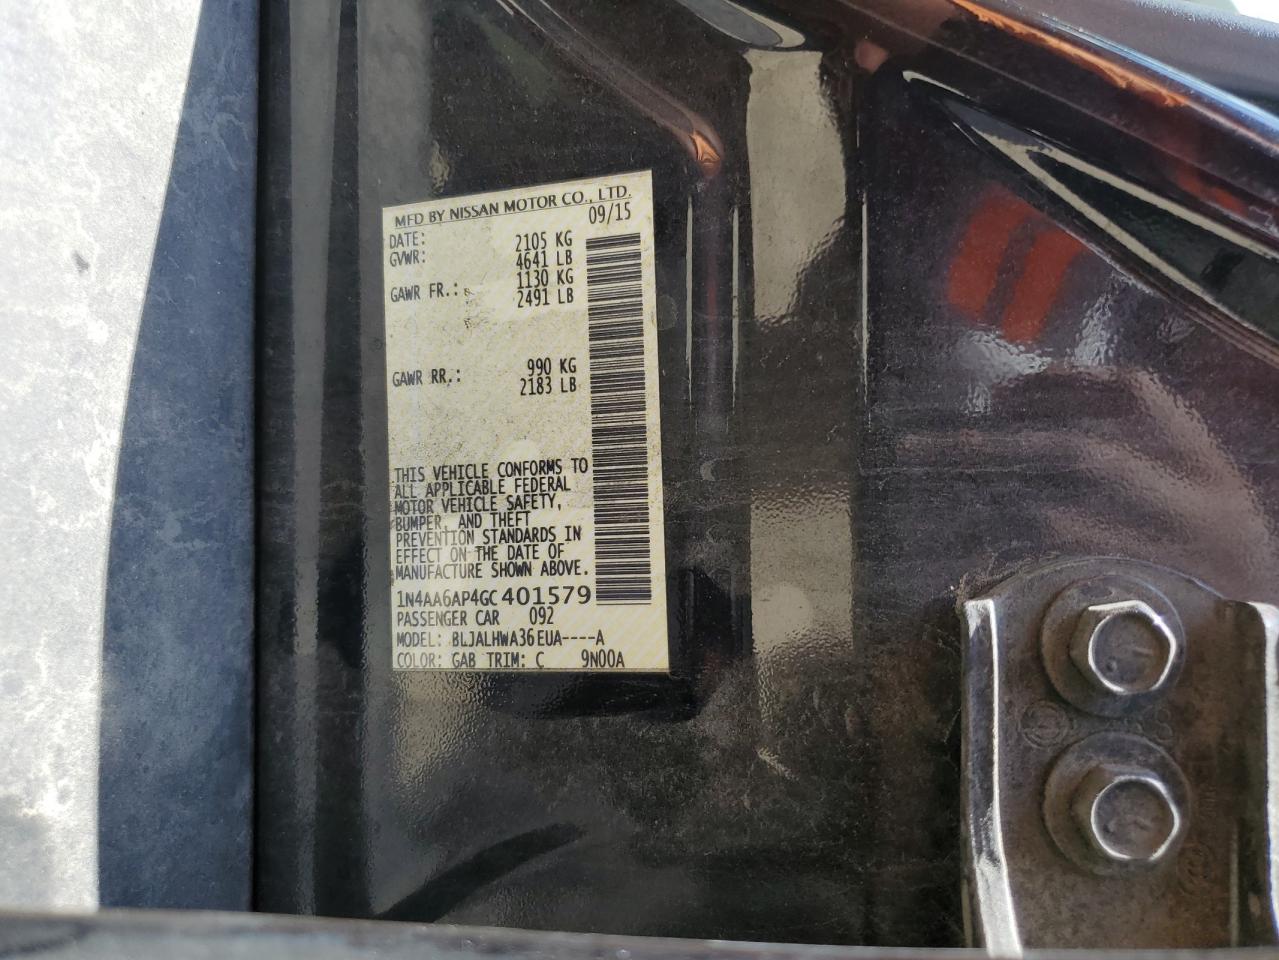 MFD BY NISSAN MOTOR CO., LTD.
DATE: 09/15
GVWR: 2105 KG
4641 LB
GAWR FR.: 1130 KG
2491 LB
GAWR RR.: 990 KG
2183 LB
THIS VEHICLE CONFORMS TO
ALL APPLICABLE FEDERAL
MOTOR VEHICLE SAFETY,
BUMPER, AND THEFT
PREVENTION STANDARDS IN
EFFECT ON THE DATE OF
MANUFACTURE SHOWN ABOVE.
1N4AA6AP4GC401579
PASSENGER CAR 092
MODEL: BLJALHWA36EUA----A
COLOR: GAB TRIM: C 9N00A